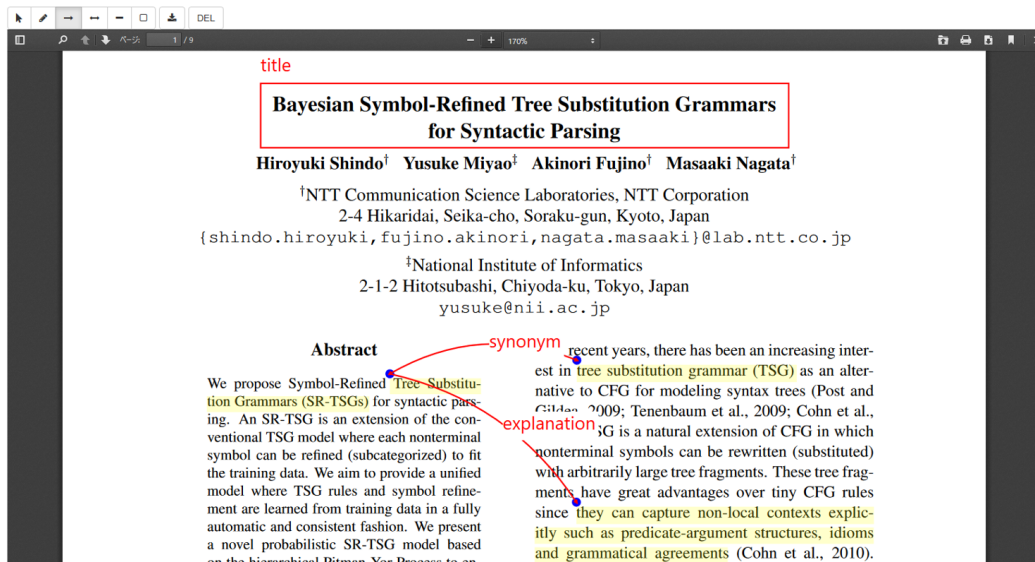 DEL
ページ: 1 / 9
170%
title
Bayesian Symbol-Refined Tree Substitution Grammars
for Syntactic Parsing
Hiroyuki Shindo† Yusuke Miyao‡ Akinori Fujino† Masaaki Nagata†
†NTT Communication Science Laboratories, NTT Corporation
2-4 Hikaridai, Seika-cho, Soraku-gun, Kyoto, Japan
{shindo.hiroyuki,fujino.akinori,nagata.masaaki}@lab.ntt.co.jp
‡National Institute of Informatics
2-1-2 Hitotsubashi, Chiyoda-ku, Tokyo, Japan
yusuke@nii.ac.jp
Abstract
We propose Symbol-Refined Tree Substitu-
tion Grammars (SR-TSGs) for syntactic pars-
ing. An SR-TSG is an extension of the con-
ventional TSG model where each nonterminal
symbol can be refined (subcategorized) to fit
the training data. We aim to provide a unified
model where TSG rules and symbol refine-
ment are learned from training data in a fully
automatic and consistent fashion. We present
a novel probabilistic SR-TSG model based
on the hierarchical Pitman-Yor Process to en-
synonym
explanation
recent years, there has been an increasing inter-
est in tree substitution grammar (TSG) as an alter-
native to CFG for modeling syntax trees (Post and
Gildea, 2009; Tenenbaum et al., 2009; Cohn et al.,
SG is a natural extension of CFG in which
nonterminal symbols can be rewritten (substituted)
with arbitrarily large tree fragments. These tree frag-
ments have great advantages over tiny CFG rules
since they can capture non-local contexts explic-
itly such as predicate-argument structures, idioms
and grammatical agreements (Cohn et al., 2010).